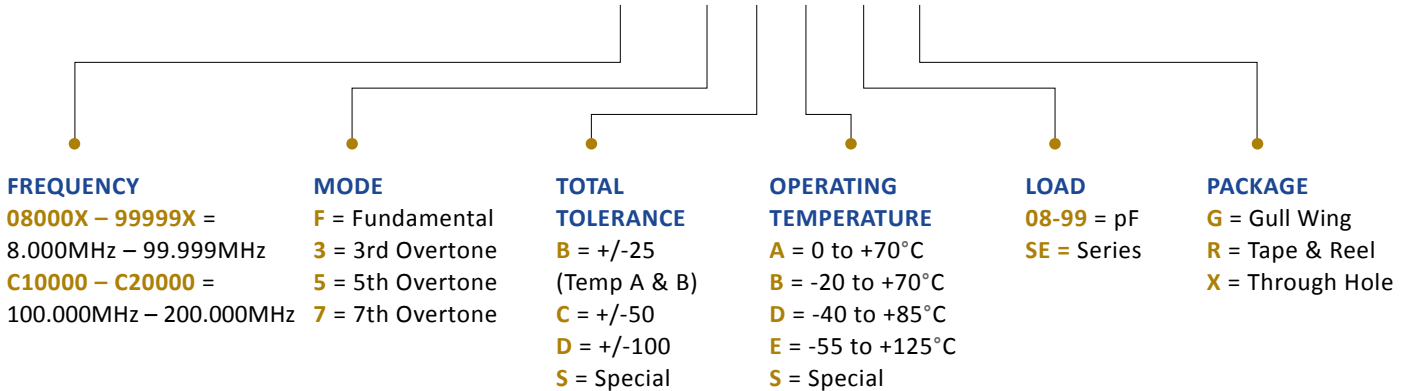 FREQUENCY
08000X – 99999X =
8.000MHz – 99.999MHz
C10000 – C20000 =
100.000MHz – 200.000MHz
MODE
F = Fundamental
3 = 3rd Overtone
5 = 5th Overtone
7 = 7th Overtone
TOTAL
TOLERANCE
B = +/-25
(Temp A & B)
C = +/-50
D = +/-100
S = Special
OPERATING
TEMPERATURE
A = 0 to +70°C
B = -20 to +70°C
D = -40 to +85°C
E = -55 to +125°C
S = Special
LOAD
08-99 = pF
SE = Series
PACKAGE
G = Gull Wing
R = Tape & Reel
X = Through Hole